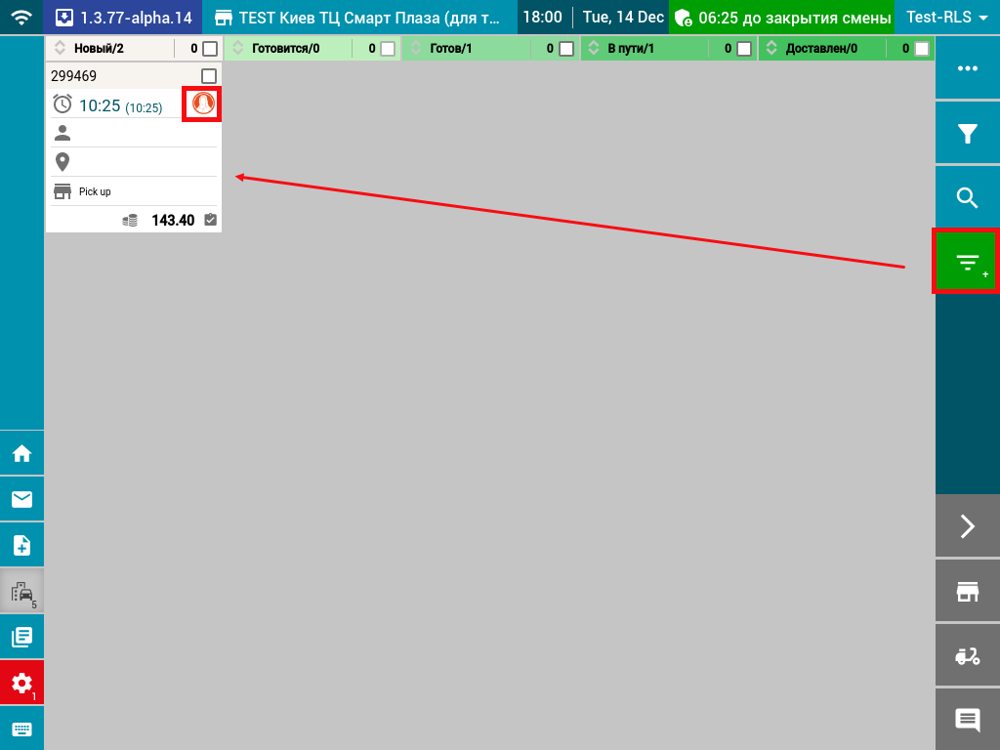 1.3.77-alpha.14 TEST Киев ТЦ Смарт Плаза (для т... 18:00 Tue, 14 Dec 06:25 до закрытия смены Test-RLS
Новый/2 0 Готовится/0 0 Готов/1 0 В пути/1 0 Доставлен/0 0
299469
10:25 (10:25)
Pick up
143.40
+
5
1